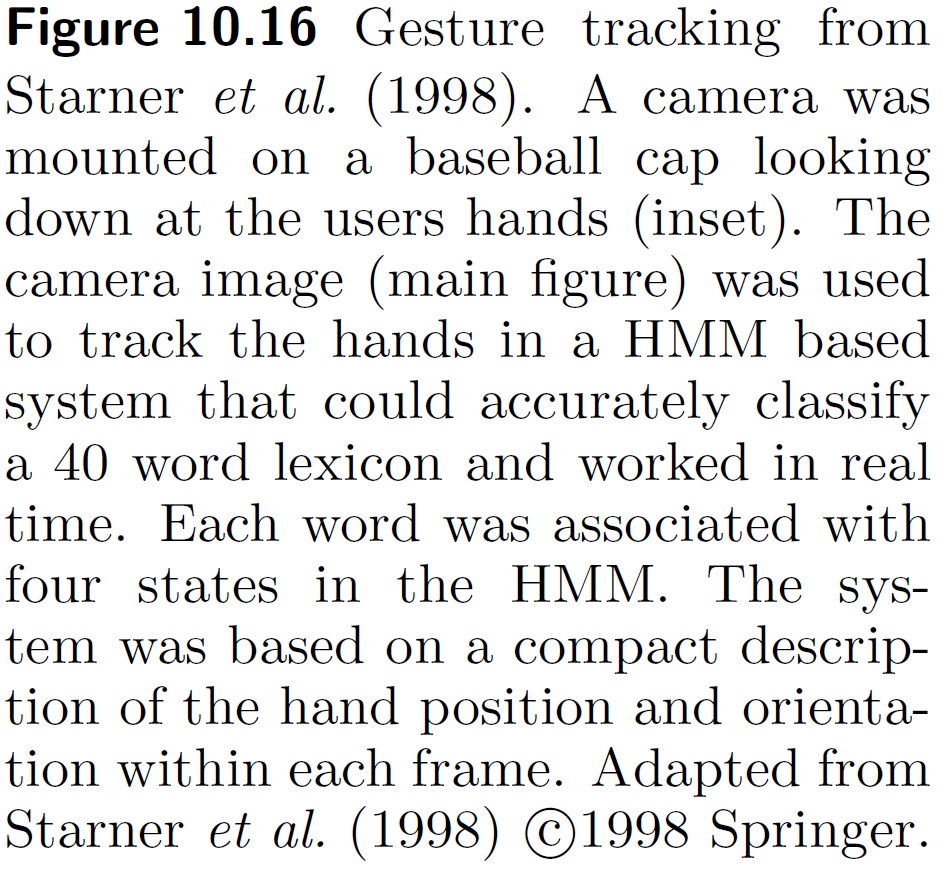 Figure 10.16 Gesture tracking from
Starner et al. (1998). A camera was
mounted on a baseball cap looking
down at the users hands (inset). The
camera image (main figure) was used
to track the hands in a HMM based
system that could accurately classify
a 40 word lexicon and worked in real
time. Each word was associated with
four states in the HMM. The sys-
tem was based on a compact descrip-
tion of the hand position and orienta-
tion within each frame. Adapted from
Starner et al. (1998) ©1998 Springer.